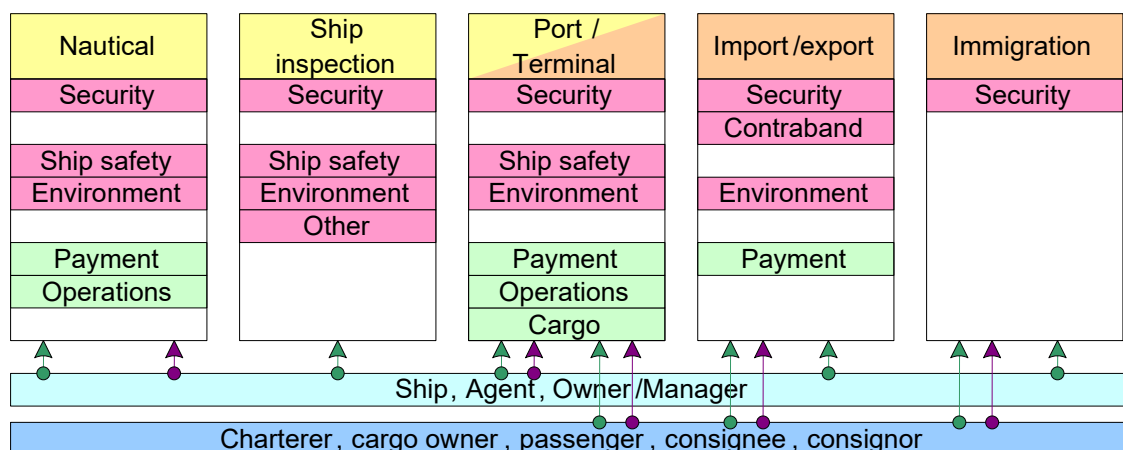 Nautical
Ship
inspection
Port /
Terminal
Import/export
Immigration
Security
Security
Security
Security
Security
Contraband
Ship safety
Ship safety
Ship safety
Environment
Environment
Environment
Environment
Other
Payment
Payment
Payment
Operations
Operations
Cargo
Ship, Agent, Owner/Manager
Charterer, cargo owner, passenger, consignee, consignor